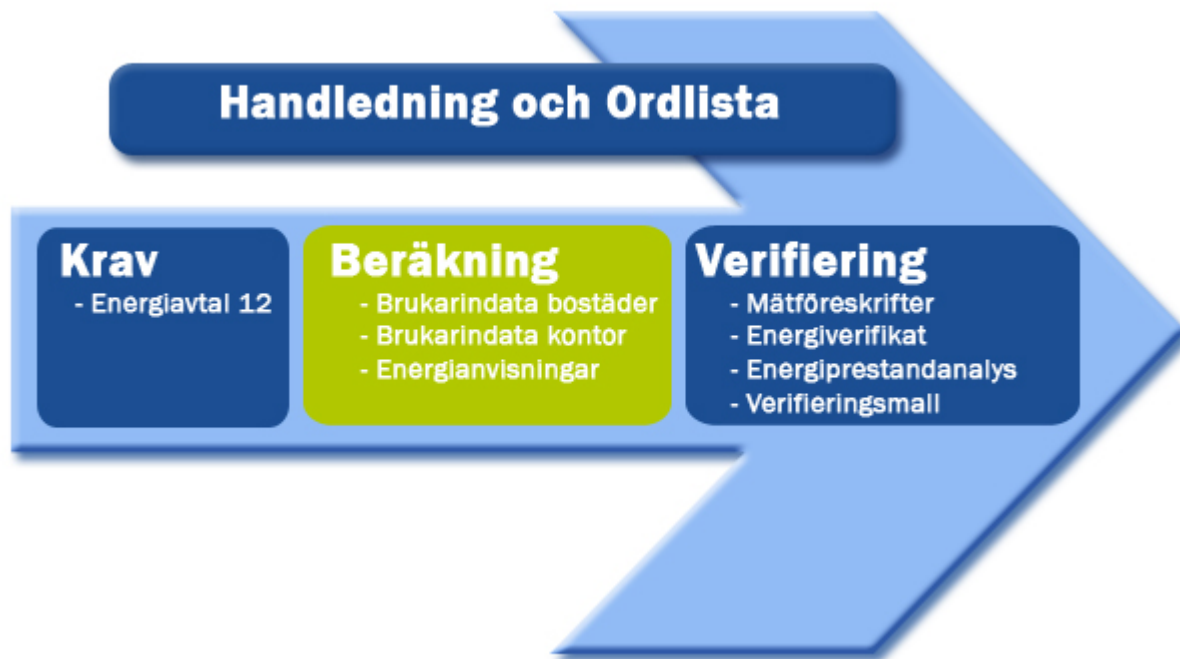 Handledning och Ordlista
Krav
- Energiavtal 12
Beräkning
- Brukarindata bostäder
- Brukarindata kontor
- Energianvisningar
Verifiering
- Mätföreskrifter
- Energiverifikat
- Energiprestandanalys
- Verifieringsmall